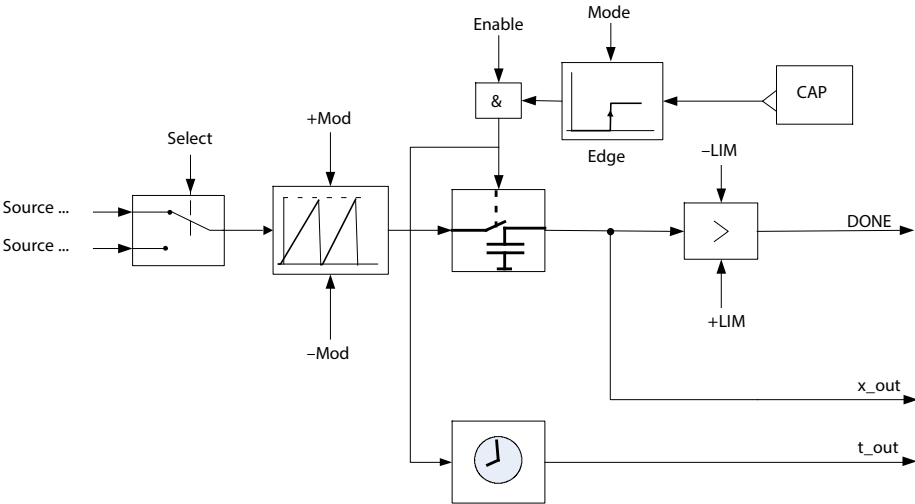 Enable
Mode
&
CAP
Edge
Select
+Mod
–LIM
Source ...
Source ...
>
DONE
+LIM
–Mod
x_out
t_out